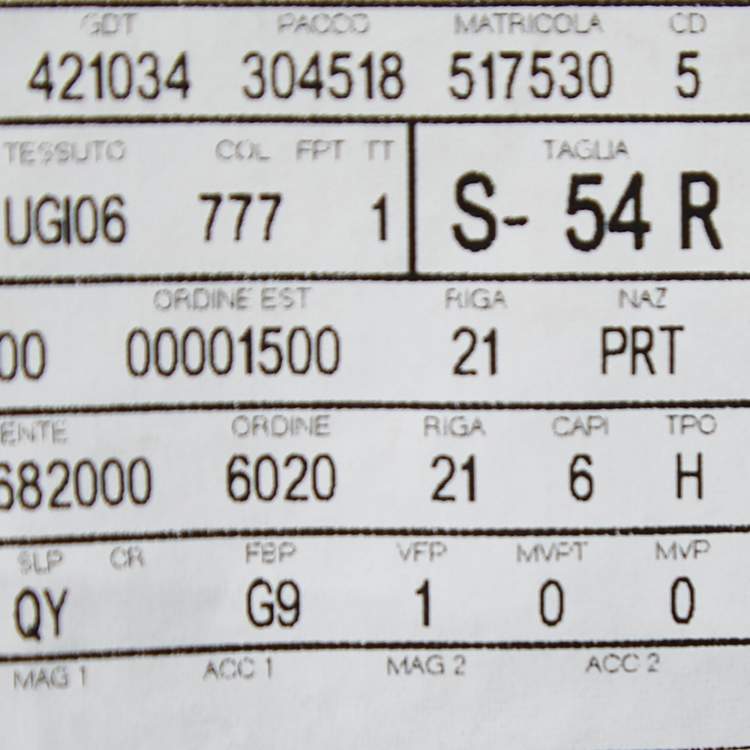 GDT PACCO MATRICOLA CD
421034 304518 517530 5
TESSUTO COL FPT TT TAGLIA
UGI06 777 1 S- 54 R
ORDINE EST RIGA NAZ
00 00001500 21 PRT
ENTE ORDINE RIGA CAPI TPO
682000 6020 21 6 H
SLP CR FBP VFP MVPT MVP
QY G9 1 0 0
MAG 1 ACC 1 MAG 2 ACC 2